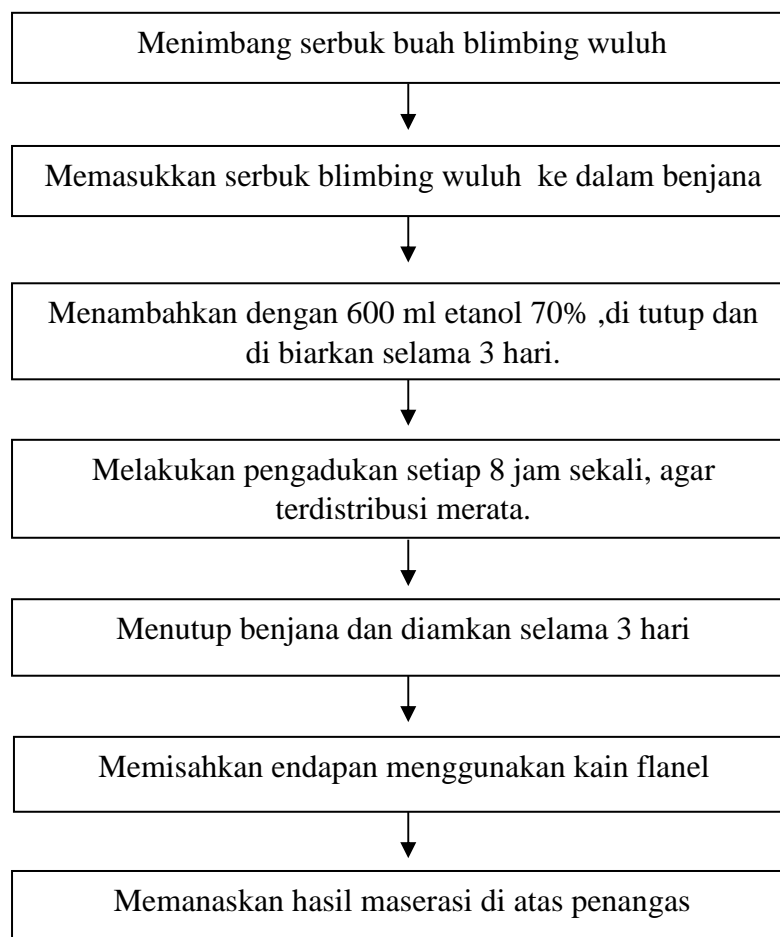 Menimbang serbuk buah blimbing wuluh
Memasukkan serbuk blimbing wuluh ke dalam benjana
Menambahkan dengan 600 ml etanol 70% ,di tutup dan
di biarkan selama 3 hari.
Melakukan pengadukan setiap 8 jam sekali, agar
terdistribusi merata.
Menutup benjana dan diamkan selama 3 hari
Memisahkan endapan menggunakan kain flanel
Memanaskan hasil maserasi di atas penangas